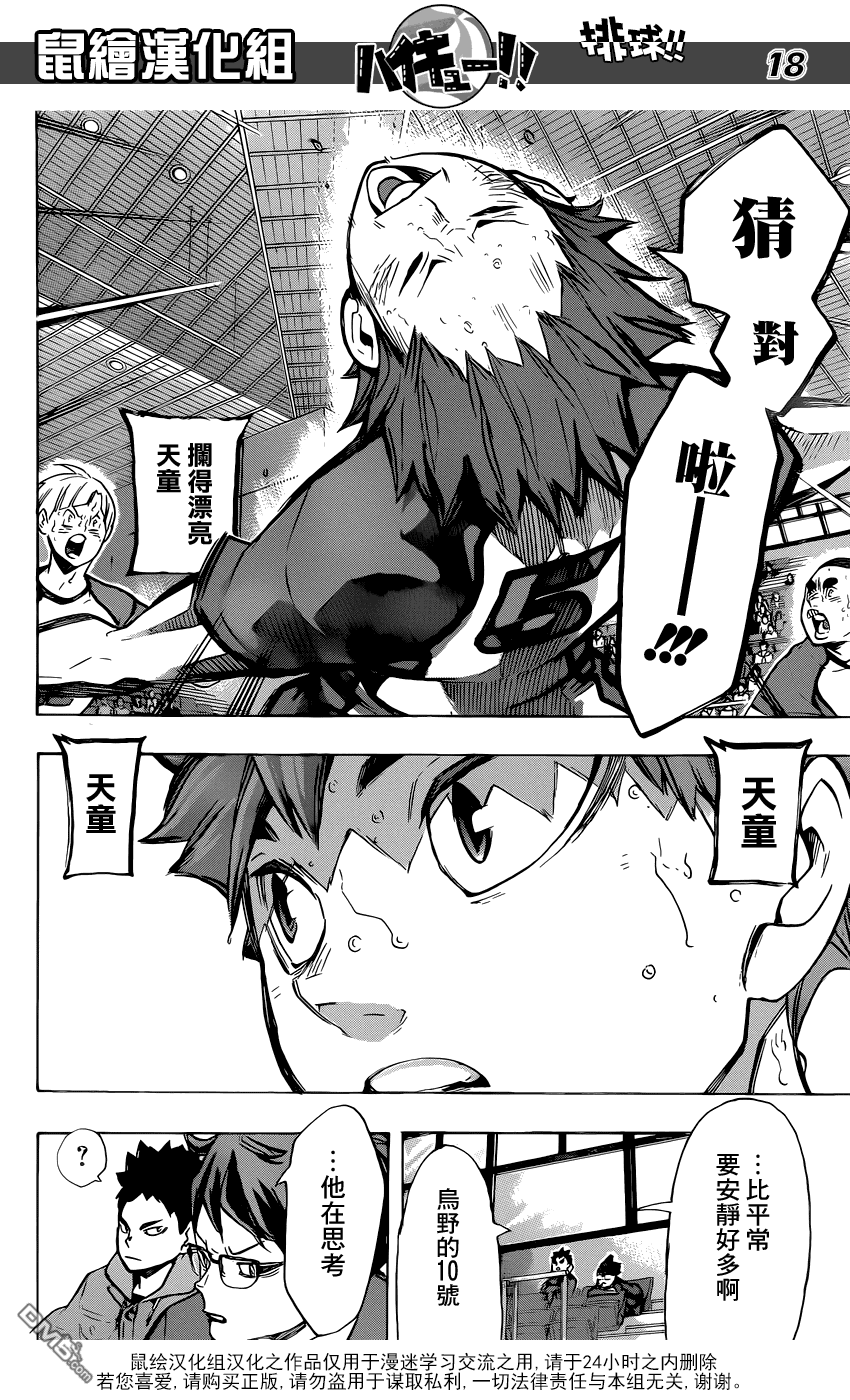 鼠繪漢化組
ハイキュー!!
排球!!
18
猜對
啦——!!!
攔得漂亮
天童
5
天童
天童
…比平常
要安靜好多啊
烏野的10號
…他在思考
?
DM5.com
鼠绘汉化组汉化之作品仅用于漫迷学习交流之用,请于24小时之内删除
若您喜爱,请购买正版,请勿盗用于谋取私利,一切法律责任与本组无关,谢谢。